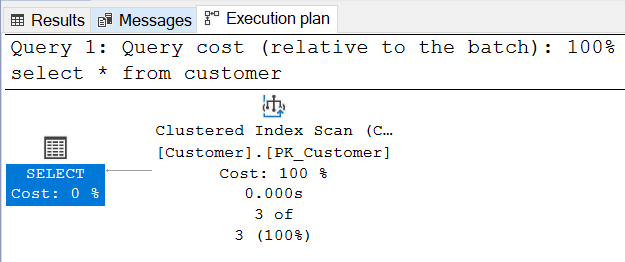 Results Messages Execution plan
Query 1: Query cost (relative to the batch): 100%
select * from customer
Clustered Index Scan (C…
[Customer].[PK_Customer]
Cost: 100 %
0.000s
3 of
3 (100%)
SELECT
Cost: 0 %